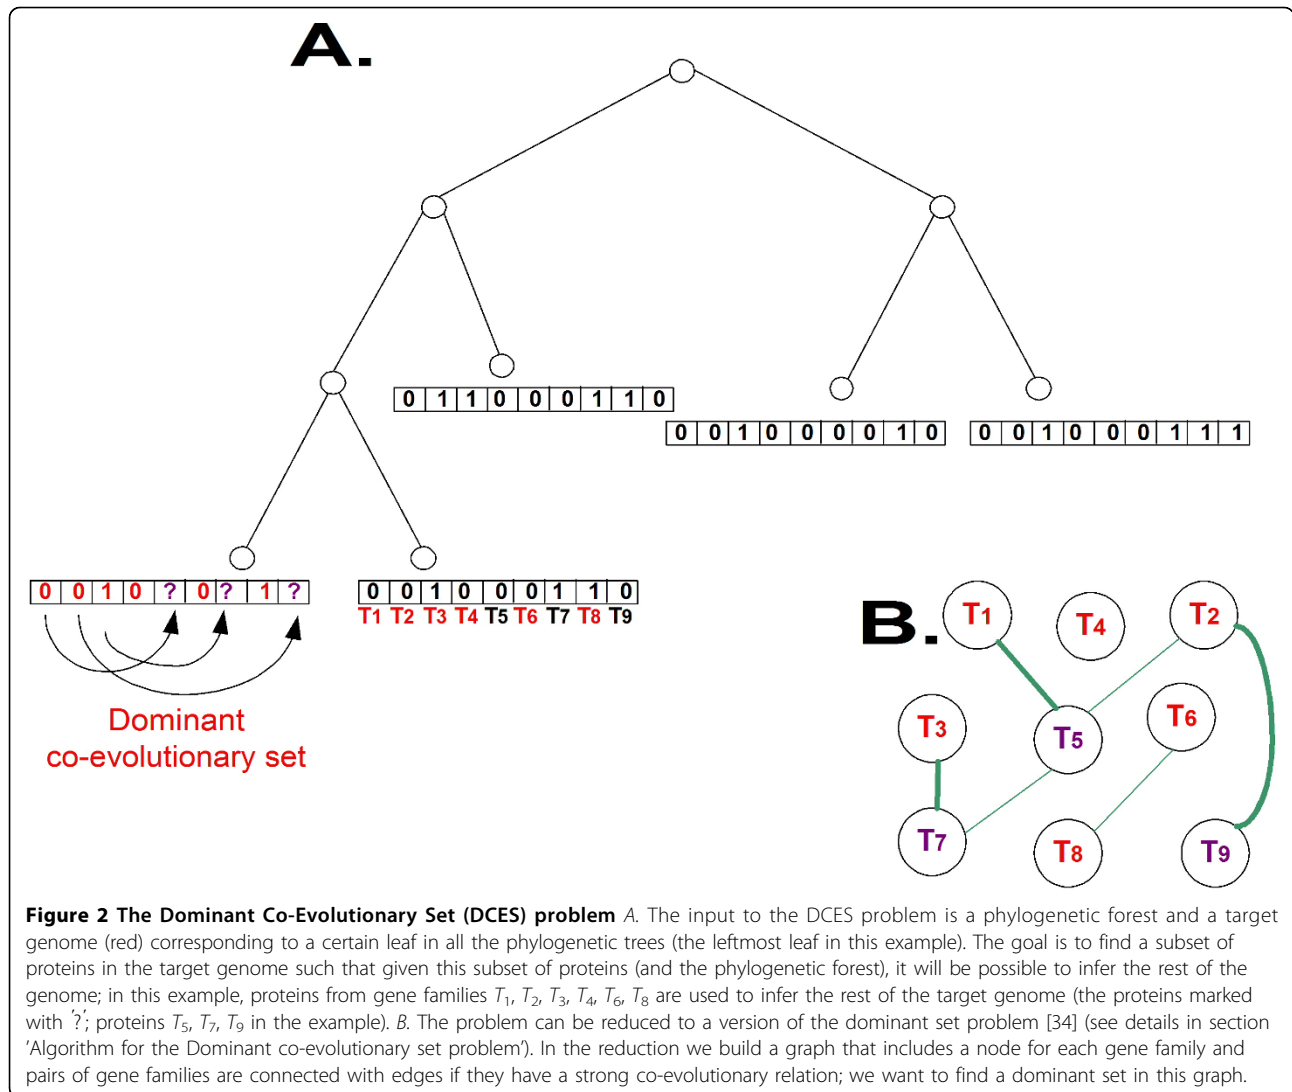 A.
0 1 1 0 0 0 1 1 0
0 0 1 0 0 0 0 1 0
0 0 1 0 0 0 1 1 1
0 0 1 0 ? 0 ? 1 ?
0 0 1 0 0 0 1 1 0
T1 T2 T3 T4 T5 T6 T7 T8 T9
Dominant
co-evolutionary set
B.
T1
T4
T2
T3
T5
T6
T7
T8
T9
Figure 2 The Dominant Co-Evolutionary Set (DCES) problem A. The input to the DCES problem is a phylogenetic forest and a target
genome (red) corresponding to a certain leaf in all the phylogenetic trees (the leftmost leaf in this example). The goal is to find a subset of
proteins in the target genome such that given this subset of proteins (and the phylogenetic forest), it will be possible to infer the rest of the
genome; in this example, proteins from gene families T1, T2, T3, T4, T6, T8 are used to infer the rest of the target genome (the proteins marked
with '?'; proteins T5, T7, T9 in the example). B. The problem can be reduced to a version of the dominant set problem [34] (see details in section
'Algorithm for the Dominant co-evolutionary set problem'). In the reduction we build a graph that includes a node for each gene family and
pairs of gene families are connected with edges if they have a strong co-evolutionary relation; we want to find a dominant set in this graph.